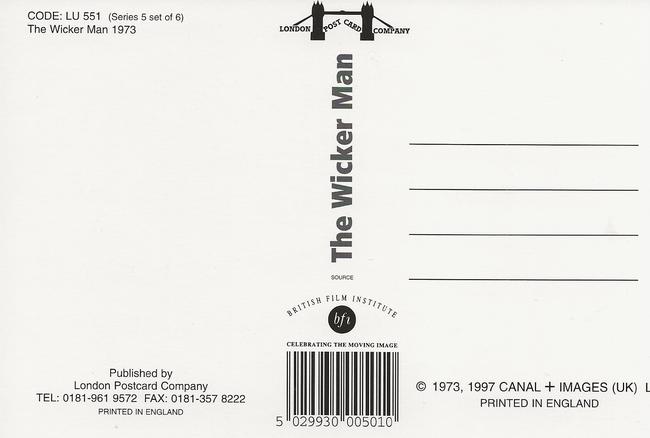 CODE: LU 551 (Series 5 set of 6)
The Wicker Man 1973
LONDON POST CARD COMPANY
The Wicker Man
SOURCE
BRITISH FILM INSTITUTE
bfi
CELEBRATING THE MOVING IMAGE
5 029930 005010
Published by
London Postcard Company
TEL: 0181-961 9572 FAX: 0181-357 8222
PRINTED IN ENGLAND
© 1973, 1997 CANAL + IMAGES (UK) L
PRINTED IN ENGLAND